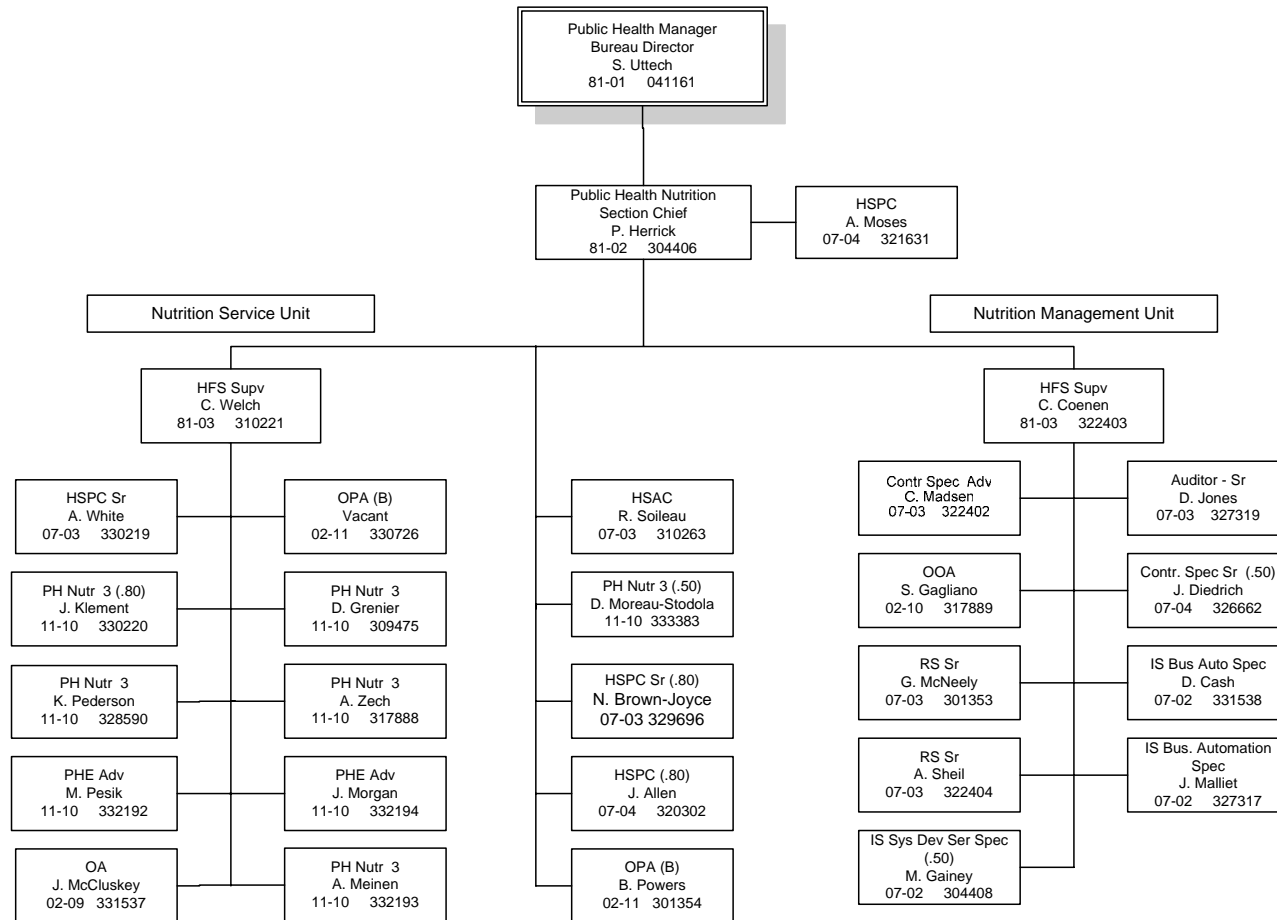 Public Health Manager
Bureau Director
S. Uttech
81-01 041161
Public Health Nutrition
Section Chief
P. Herrick
81-02 304406
HSPC
A. Moses
07-04 321631
Nutrition Service Unit
Nutrition Management Unit
HFS Supv
C. Welch
81-03 310221
HFS Supv
C. Coenen
81-03 322403
HSPC Sr
A. White
07-03 330219
OPA (B)
Vacant
02-11 330726
PH Nutr 3 (.80)
J. Klement
11-10 330220
PH Nutr 3
D. Grenier
11-10 309475
PH Nutr 3
K. Pederson
11-10 328590
PH Nutr 3
A. Zech
11-10 317888
PHE Adv
M. Pesik
11-10 332192
PHE Adv
J. Morgan
11-10 332194
OA
J. McCluskey
02-09 331537
PH Nutr 3
A. Meinen
11-10 332193
HSAC
R. Soileau
07-03 310263
PH Nutr 3 (.50)
D. Moreau-Stodola
11-10 333383
HSPC Sr (.80)
N. Brown-Joyce
07-03 329696
HSPC (.80)
J. Allen
07-04 320302
OPA (B)
B. Powers
02-11 301354
Contr Spec Adv
C. Madsen
07-03 322402
Auditor - Sr
D. Jones
07-03 327319
OOA
S. Gagliano
02-10 317889
Contr. Spec Sr (.50)
J. Diedrich
07-04 326662
RS Sr
G. McNeely
07-03 301353
IS Bus Auto Spec
D. Cash
07-02 331538
RS Sr
A. Sheil
07-03 322404
IS Bus. Automation
Spec
J. Malliet
07-02 327317
IS Sys Dev Ser Spec
(.50)
M. Gainey
07-02 304408